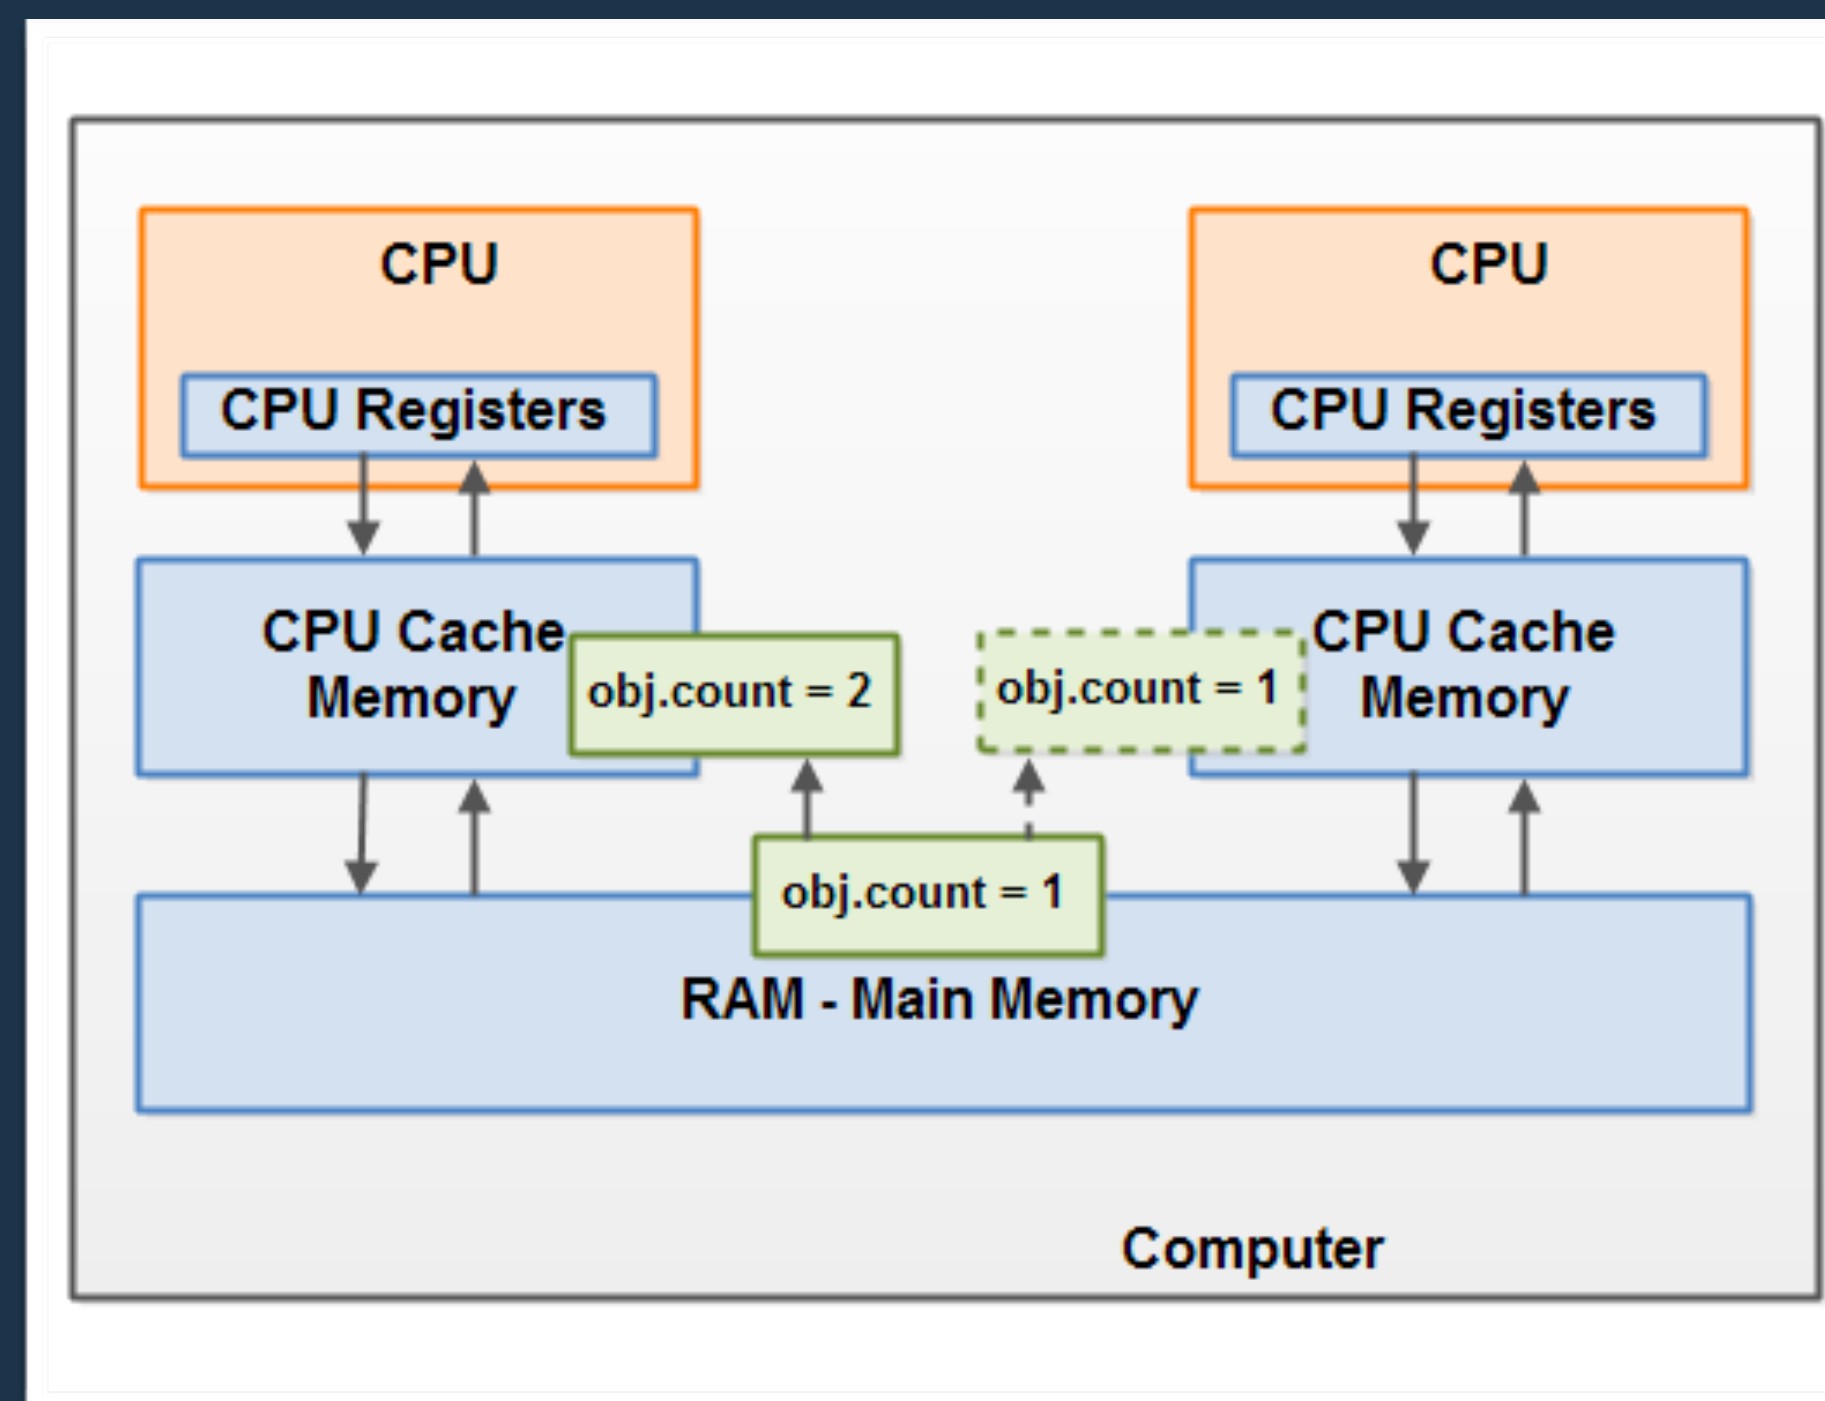 CPU
CPU
CPU Registers
CPU Registers
CPU Cache
Memory
obj.count = 2
obj.count = 1
CPU Cache
Memory
obj.count = 1
RAM - Main Memory
Computer